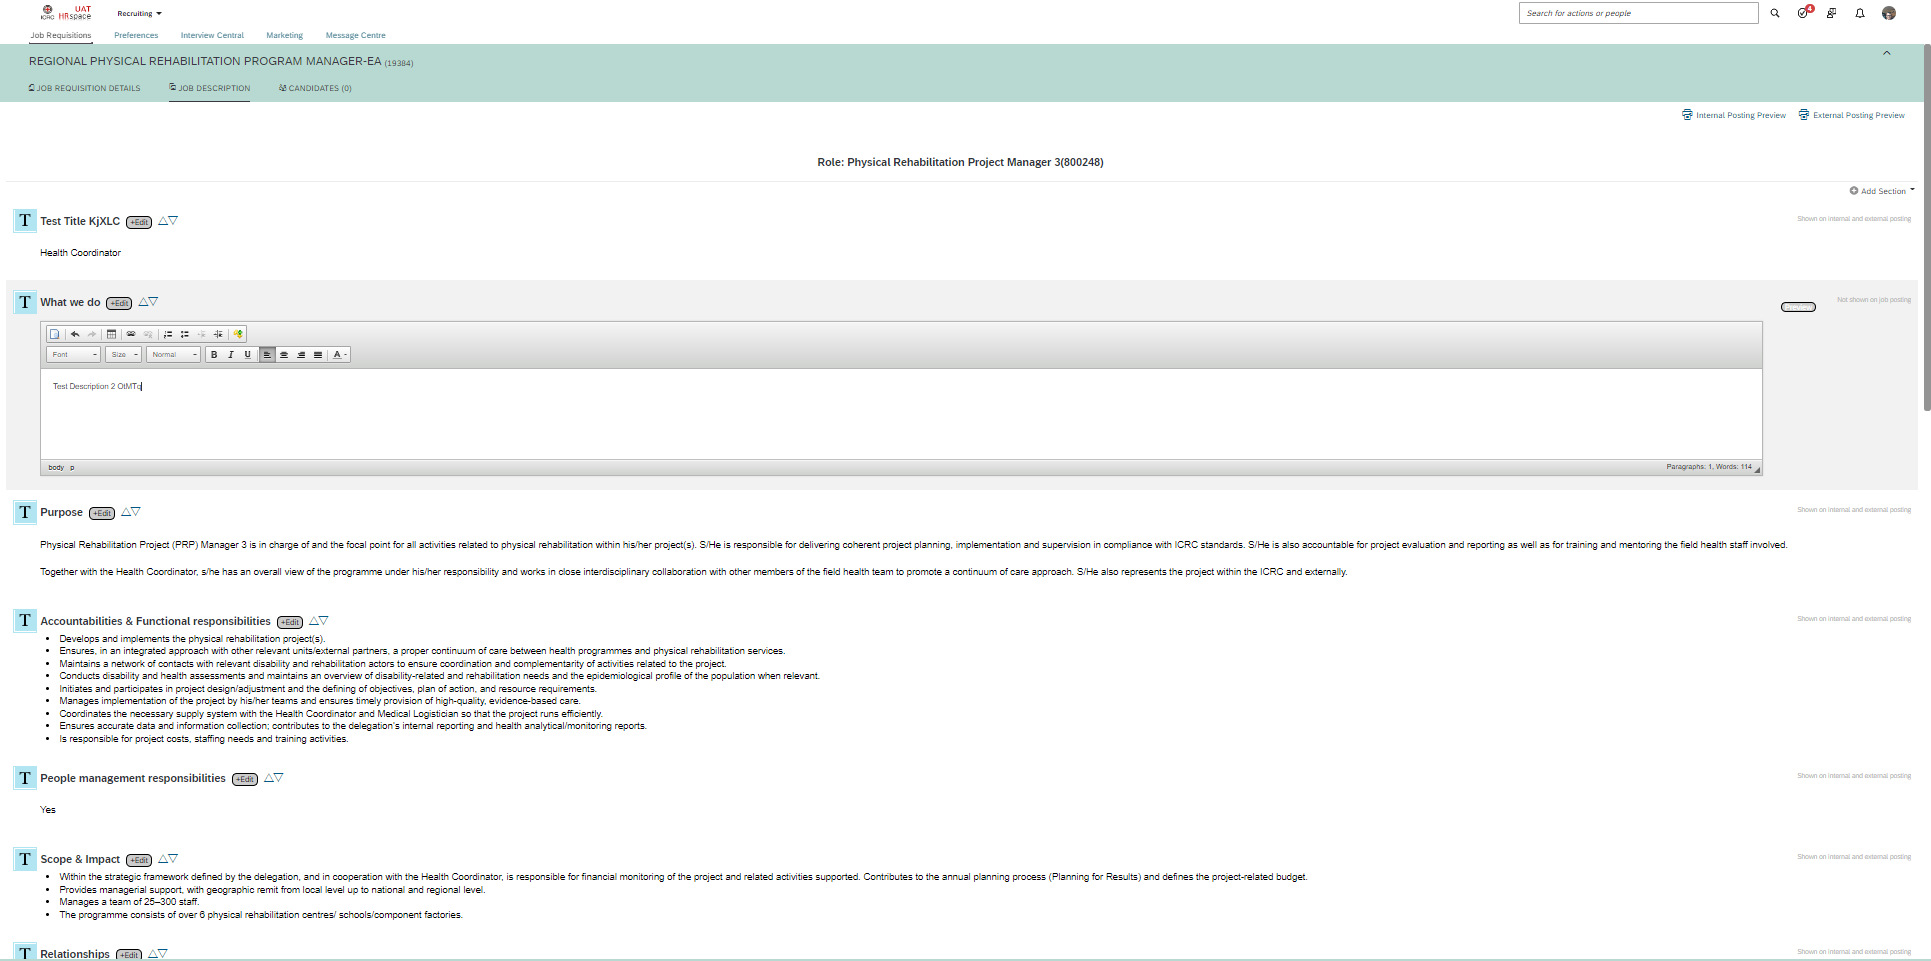 UAT
ICRC HRspace
Recruiting
Search for actions or people
4
Job Requisitions Preferences Interview Central Marketing Message Centre
REGIONAL PHYSICAL REHABILITATION PROGRAM MANAGER-EA (19384)
JOB REQUISITION DETAILS JOB DESCRIPTION CANDIDATES (0)
Internal Posting Preview External Posting Preview
Role: Physical Rehabilitation Project Manager 3(800248)
Add Section
T Test Title KjXLC +Edit
Shown on internal and external posting
Health Coordinator
T What we do +Edit
Not shown on job posting
Font Size Normal B I U A
Test Description 2 OtMTq
body p
Paragraphs: 1, Words: 114
T Purpose +Edit
Shown on internal and external posting
Physical Rehabilitation Project (PRP) Manager 3 is in charge of and the focal point for all activities related to physical rehabilitation within his/her project(s). S/He is responsible for delivering coherent project planning, implementation and supervision in compliance with ICRC standards. S/He is also accountable for project evaluation and reporting as well as for training and mentoring the field health staff involved.
Together with the Health Coordinator, s/he has an overall view of the programme under his/her responsibility and works in close interdisciplinary collaboration with other members of the field health team to promote a continuum of care approach. S/He also represents the project within the ICRC and externally.
T Accountabilities & Functional responsibilities +Edit
Shown on internal and external posting
• Develops and implements the physical rehabilitation project(s).
• Ensures, in an integrated approach with other relevant units/external partners, a proper continuum of care between health programmes and physical rehabilitation services.
• Maintains a network of contacts with relevant disability and rehabilitation actors to ensure coordination and complementarity of activities related to the project.
• Conducts disability and health assessments and maintains an overview of disability-related and rehabilitation needs and the epidemiological profile of the population when relevant.
• Initiates and participates in project design/adjustment and the defining of objectives, plan of action, and resource requirements.
• Manages implementation of the project by his/her teams and ensures timely provision of high-quality, evidence-based care.
• Coordinates the necessary supply system with the Health Coordinator and Medical Logistician so that the project runs efficiently.
• Ensures accurate data and information collection; contributes to the delegation's internal reporting and health analytical/monitoring reports.
• Is responsible for project costs, staffing needs and training activities.
T People management responsibilities +Edit
Shown on internal and external posting
Yes
T Scope & Impact +Edit
Shown on internal and external posting
• Within the strategic framework defined by the delegation, and in cooperation with the Health Coordinator, is responsible for financial monitoring of the project and related activities supported. Contributes to the annual planning process (Planning for Results) and defines the project-related budget.
• Provides managerial support, with geographic remit from local level up to national and regional level.
• Manages a team of 25–300 staff.
• The programme consists of over 6 physical rehabilitation centres/ schools/component factories.
T Relationships +Edit
Shown on internal and external posting